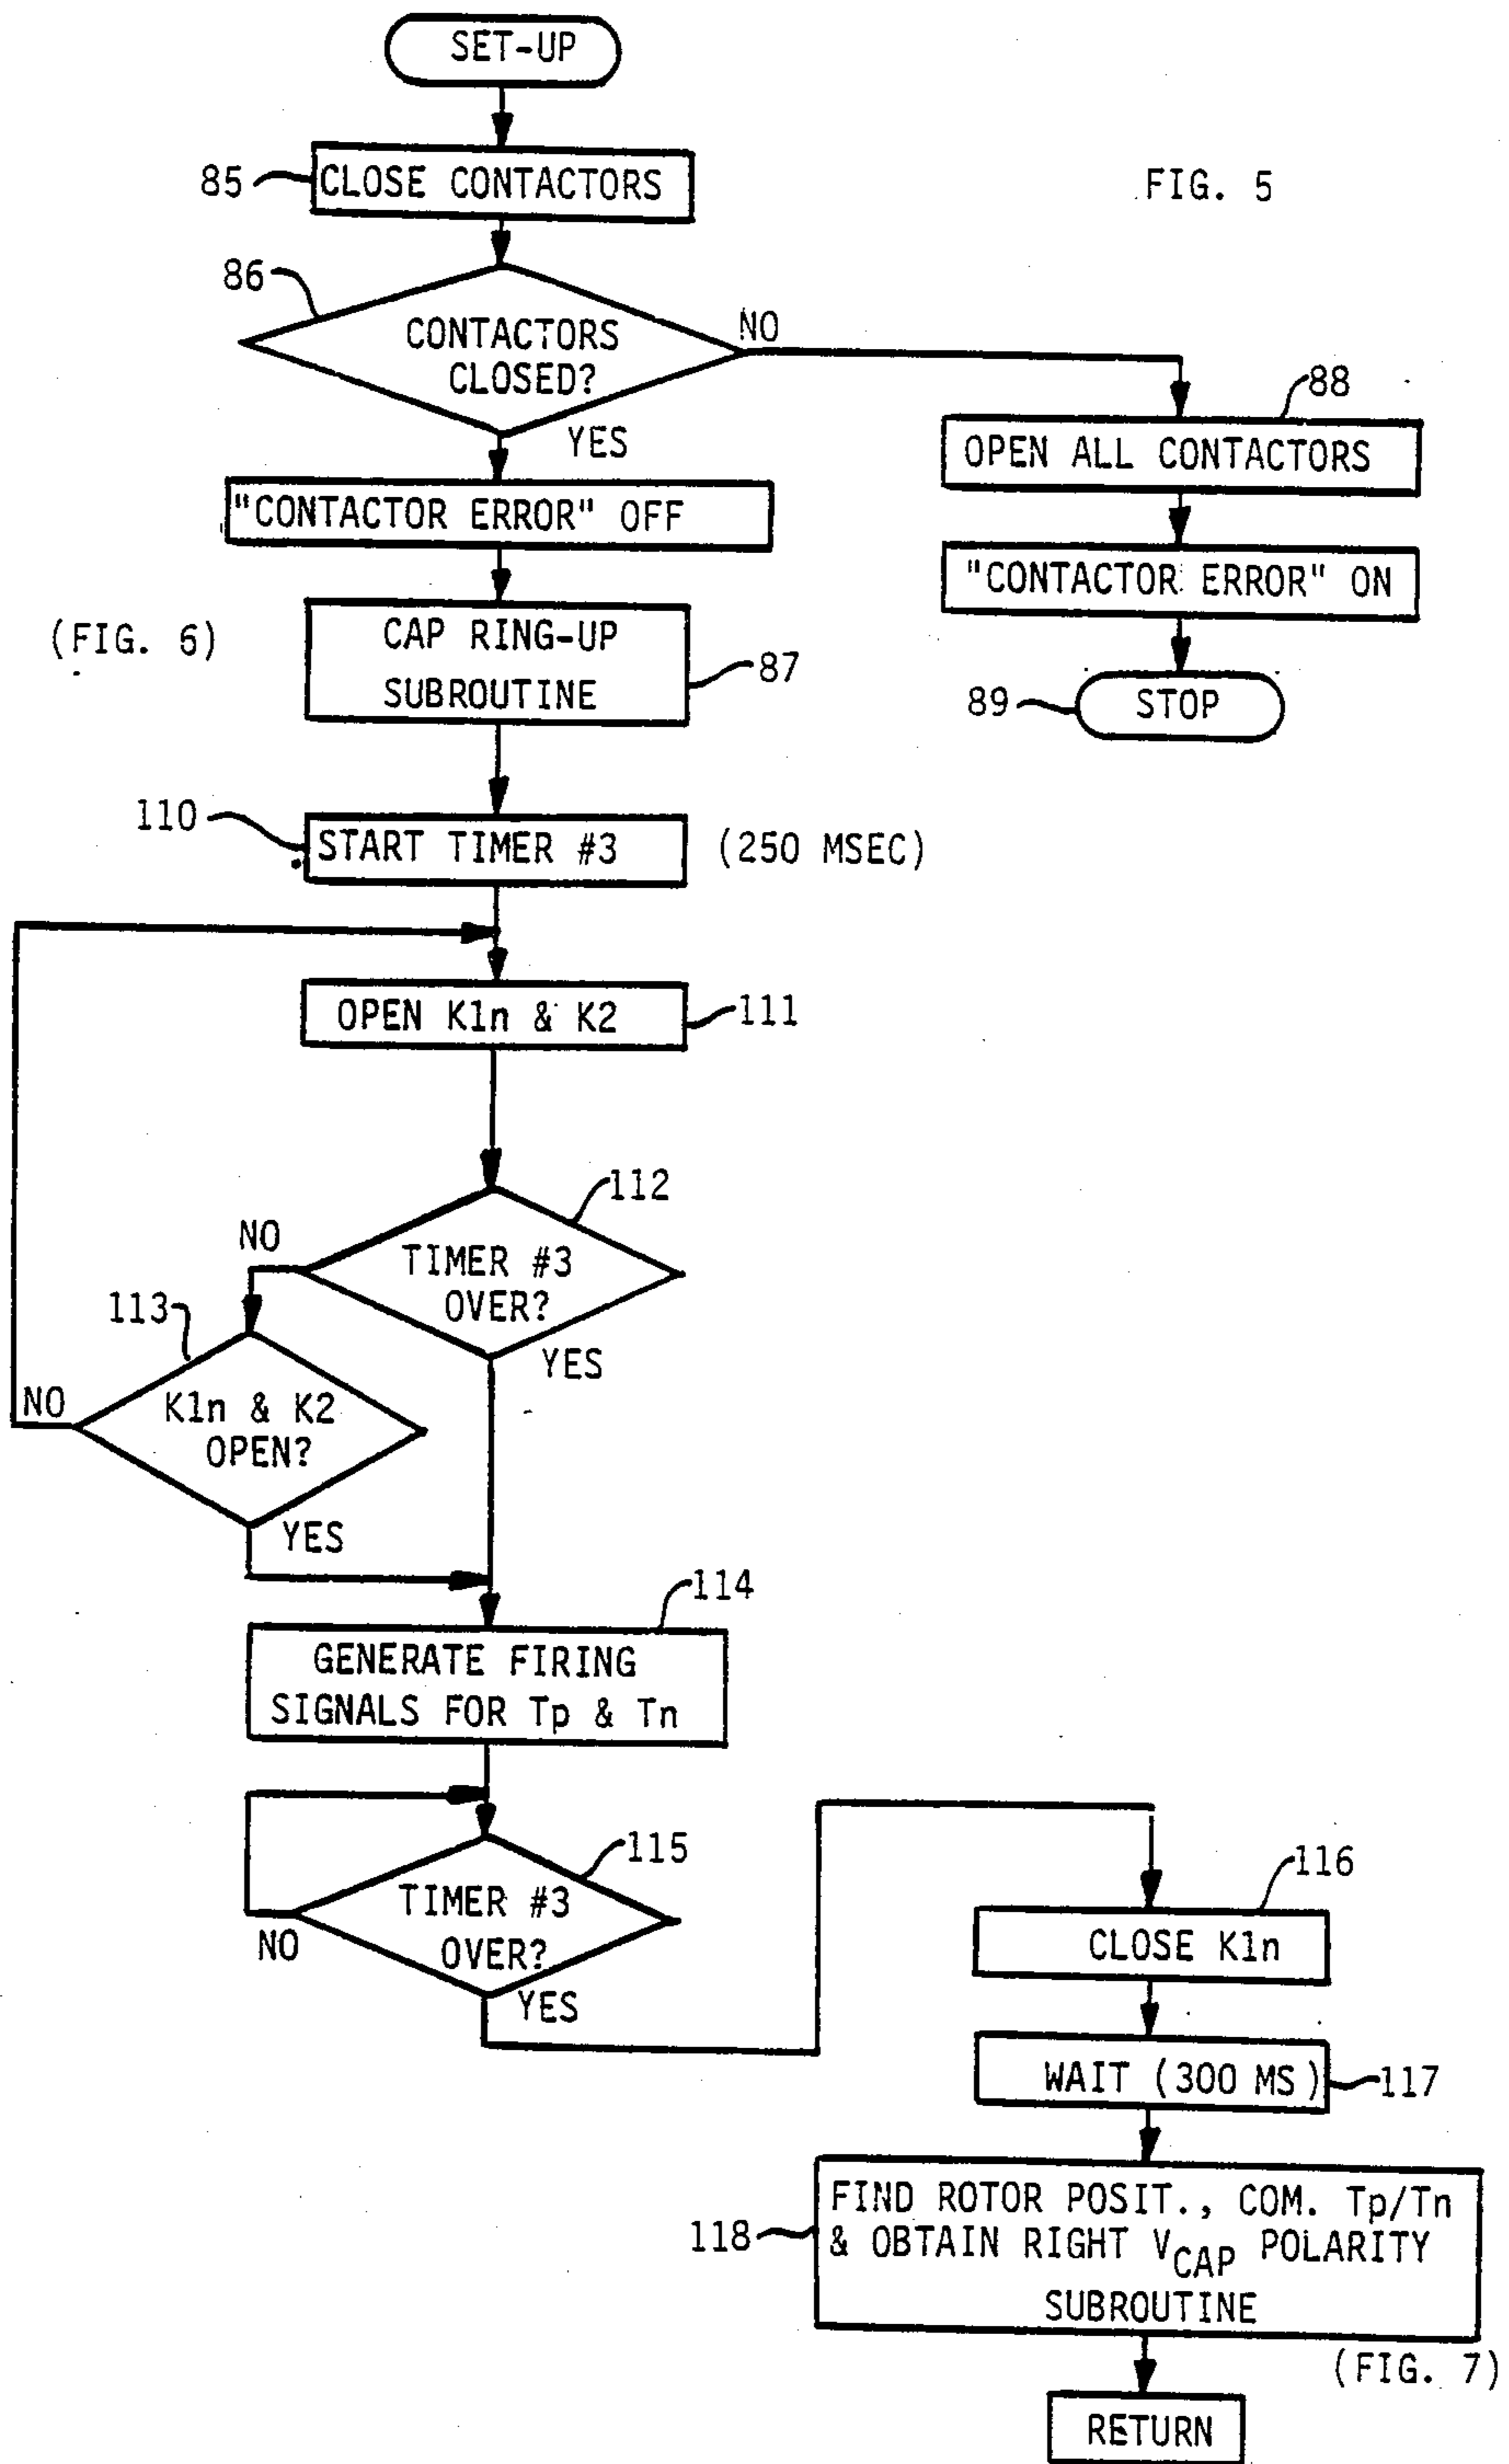 SET-UP
85
CLOSE CONTACTORS
FIG. 5
86
CONTACTORS
CLOSED?
NO
YES
88
OPEN ALL CONTACTORS
"CONTACTOR ERROR" OFF
"CONTACTOR ERROR" ON
(FIG. 6)
CAP RING-UP
SUBROUTINE
87
89
STOP
110
START TIMER #3
(250 MSEC)
OPEN K1n & K2
111
112
NO
TIMER #3
OVER?
YES
113
NO
K1n & K2
OPEN?
YES
114
GENERATE FIRING
SIGNALS FOR Tp & Tn
115
TIMER #3
OVER?
NO
YES
116
CLOSE K1n
WAIT (300 MS)
117
118
FIND ROTOR POSIT., COM. Tp/Tn
& OBTAIN RIGHT VCAP POLARITY
SUBROUTINE
(FIG. 7)
RETURN